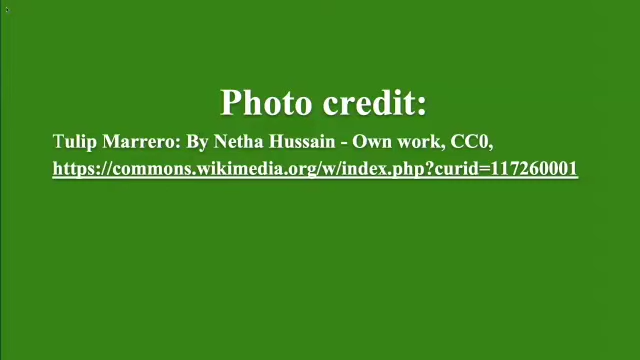 Photo credit:
Tulip Marrero: By Netha Hussain - Own work, CC0,
https://commons.wikimedia.org/w/index.php?curid=117260001